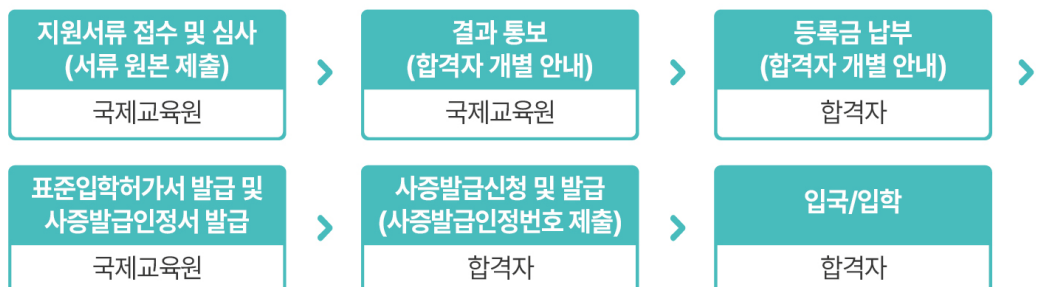 지원서류 접수 및 심사
(서류 원본 제출)
국제교육원
결과 통보
(합격자 개별 안내)
국제교육원
등록금 납부
(합격자 개별 안내)
합격자
표준입학허가서 발급 및
사증발급인정서 발급
국제교육원
사증발급신청 및 발급
(사증발급인정번호 제출)
합격자
입국/입학
합격자